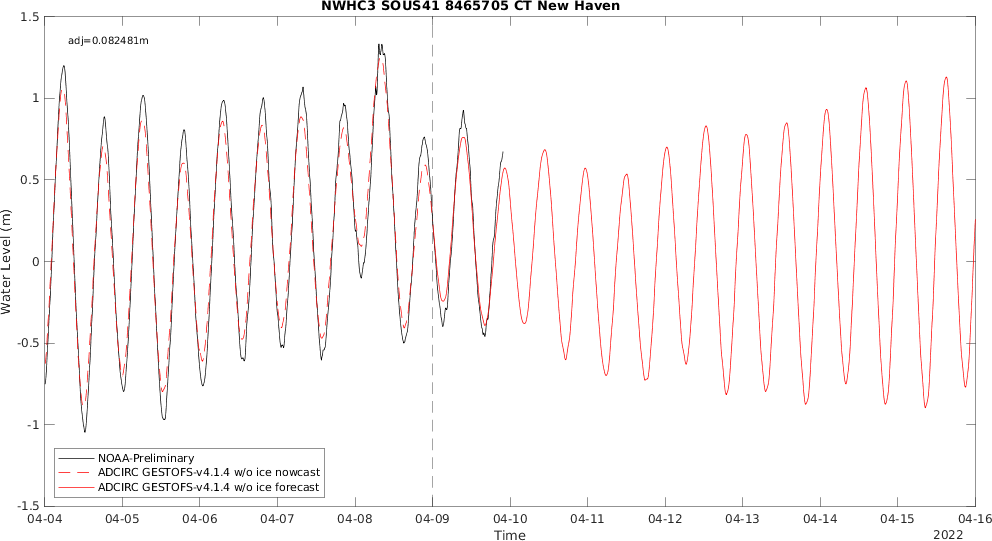 NWHC3 SOUS41 8465705 CT New Haven
adj=0.082481m
Water Level (m)
1.5
1
0.5
0
-0.5
-1
-1.5
NOAA-Preliminary
ADCIRC GESTOFS-v4.1.4 w/o ice nowcast
ADCIRC GESTOFS-v4.1.4 w/o ice forecast
04-04 04-05 04-06 04-07 04-08 04-09 04-10 04-11 04-12 04-13 04-14 04-15 04-16
Time
2022